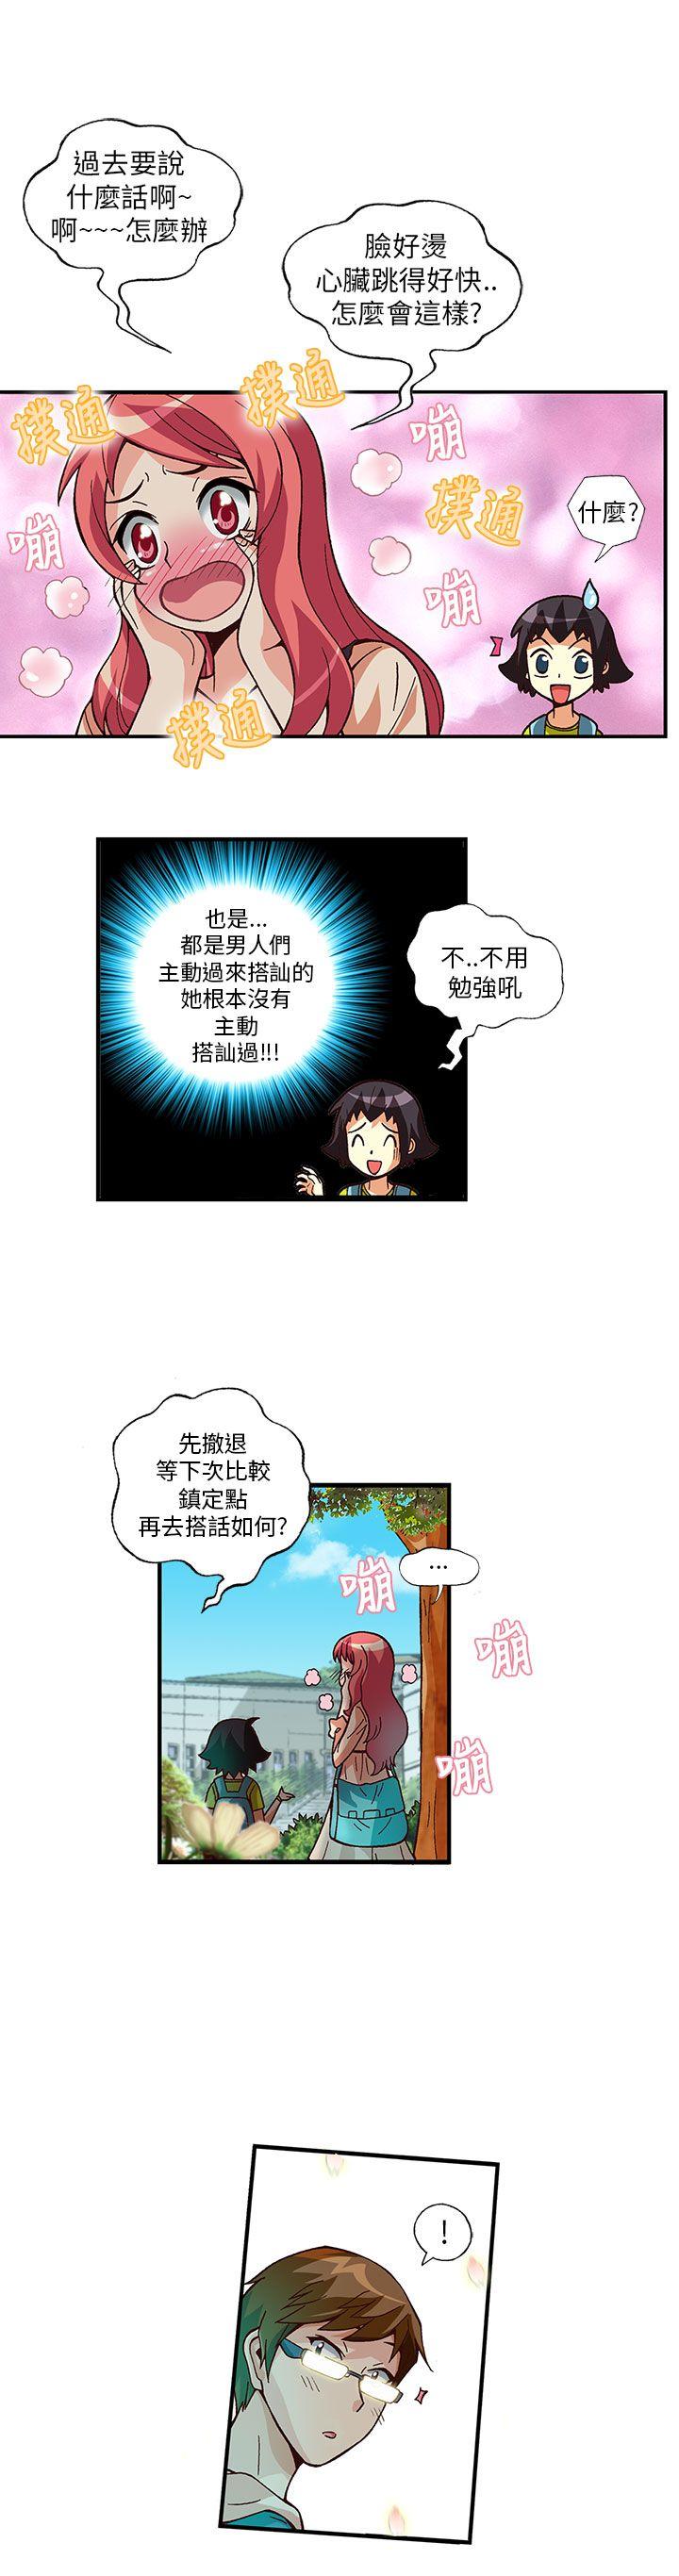 過去要說
什麼話啊~
啊~~~怎麼辦
臉好燙
心臟跳得好快..
怎麼會這樣?
撲通
撲通
嘣
撲通
什麼?
嘣
嘣
撲通
也是...
都是男人們
主動過來搭訕的
她根本沒有
主動
搭訕過!!!
不..不用
勉強吼
先撤退
等下次比較
鎮定點
再去搭話如何?
...
嘣
嘣
嘣
!